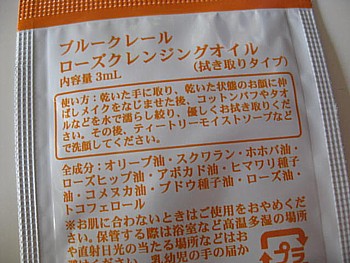 ブルークレール
ローズクレンジングオイル
内容量 3mL （拭き取りタイプ）
使い方：乾いた手に取り、乾いた状態のお顔に伸
ばしメイクをなじませた後、コットンパフやタオ
ルなどを水で濡らし絞り、優しくお拭き取りくだ
さい。その後、ティートリーモイストソープなど
で洗顔してください。
全成分：オリーブ油・スクワラン・ホホバ油・
ローズヒップ油・アボカド油・ヒマワリ種子
油・コメヌカ油・ブドウ種子油・ローズ油・
トコフェロール
※お肌に合わないときはご使用をおやめくだ
さい。保管する際は浴室など高温多湿の場所
や直射日光の当たる場所などはお
乳幼児の手の届か
プラ